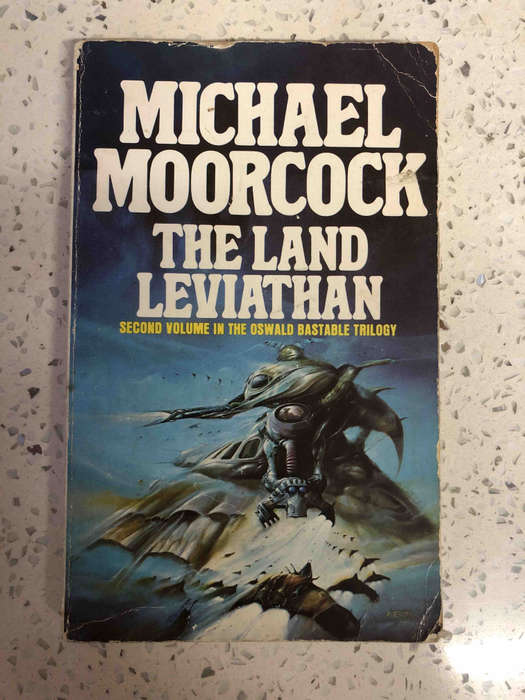 MICHAEL
MOORCOCK
THE LAND
LEVIATHAN
SECOND VOLUME IN THE OSWALD BASTABLE TRILOGY